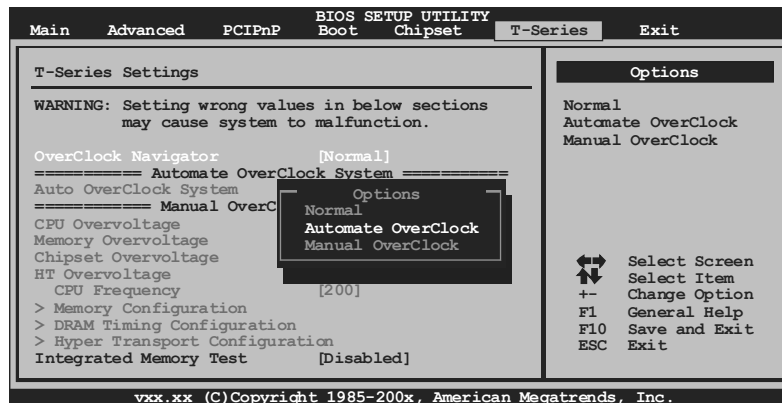 BIOS SETUP UTILITY
Main Advanced PCIPnP Boot Chipset T-Series Exit
T-Series Settings
WARNING: Setting wrong values in below sections
may cause system to malfunction.
OverClock Navigator [Normal]
=========== Automate OverClock System ===========
Auto OverClock System
============ Manual OverC
CPU Overvoltage
Memory Overvoltage
Chipset Overvoltage
HT Overvoltage
CPU Frequency [200]
> Memory Configuration
> DRAM Timing Configuration
> Hyper Transport Configuration
Integrated Memory Test [Disabled]
Options
Normal
Automate OverClock
Manual OverClock
Options
Normal
Automate OverClock
Manual OverClock
Select Screen
Select Item
+- Change Option
F1 General Help
F10 Save and Exit
ESC Exit
vxx.xx (C)Copyright 1985-200x, American Megatrends, Inc.